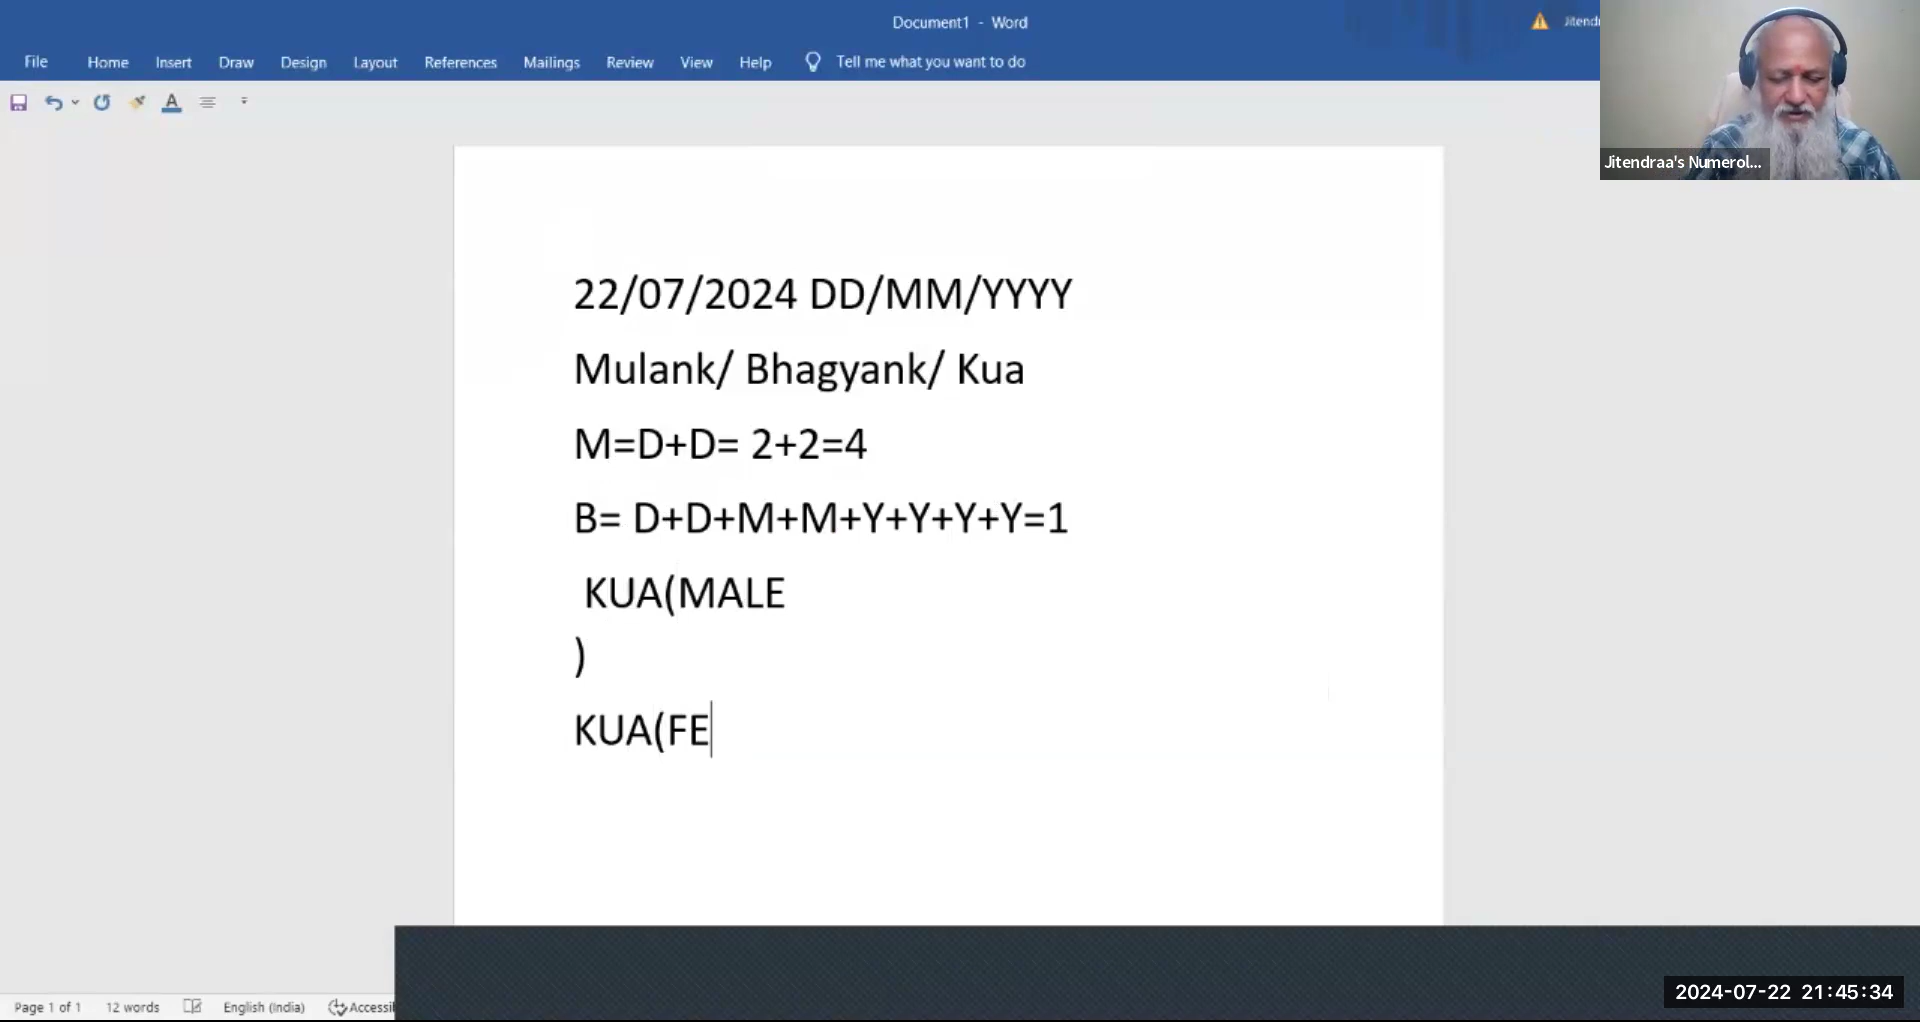 Document1 - Word
Jitend
File Home Insert Draw Design Layout References Mailings Review View Help Tell me what you want to do
Jitendraa's Numerol...
22/07/2024 DD/MM/YYYY
Mulank/ Bhagyank/ Kua
M=D+D= 2+2=4
B= D+D+M+M+Y+Y+Y+Y=1
KUA(MALE
)
KUA(FE
Page 1 of 1 12 words English (India) Accessi
2024-07-22 21:45:34